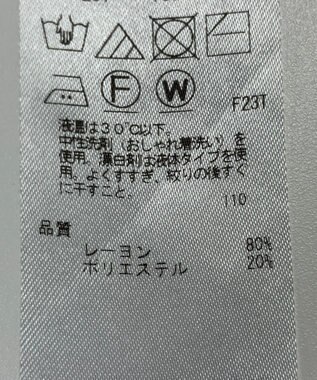 F
W
F23T
液温は30℃以下。
中性洗剤(おしゃれ着洗い)を
使用。漂白剤は液体タイプを使
用。よくすすぎ、絞りの後すぐ
に干すこと。
110
品質
レーヨン 80%
ポリエステル 20%